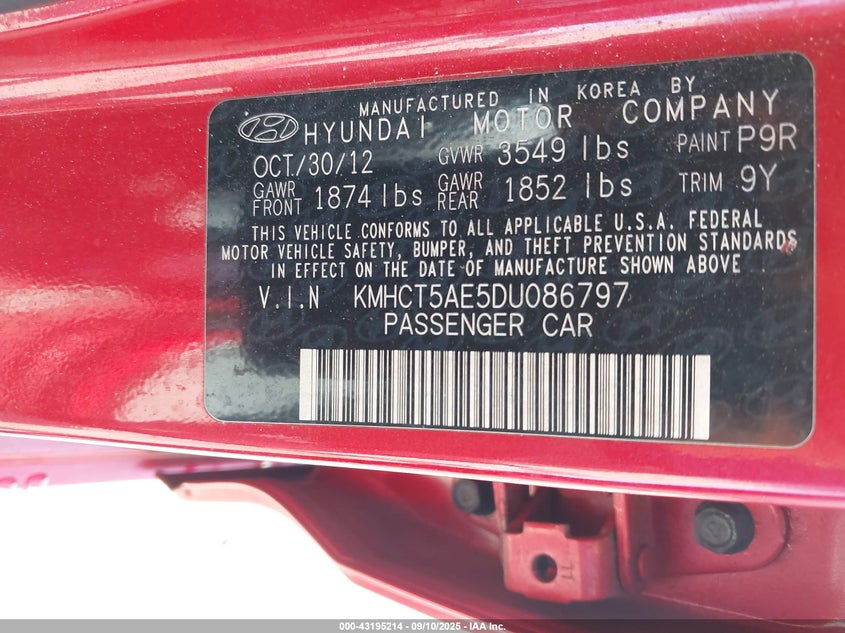 MANUFACTURED IN KOREA BY
HYUNDAI MOTOR COMPANY
OCT/30/12 GVWR 3549 lbs PAINT P9R
GAWR FRONT 1874 lbs GAWR REAR 1852 lbs TRIM 9Y
THIS VEHICLE CONFORMS TO ALL APPLICABLE U.S.A. FEDERAL
MOTOR VEHICLE SAFETY, BUMPER, AND THEFT PREVENTION STANDARDS
IN EFFECT ON THE DATE OF MANUFACTURE SHOWN ABOVE
V.I.N KMHCT5AE5DU086797
PASSENGER CAR
11
000-43195214 - 09/10/2025 - IAA Inc.